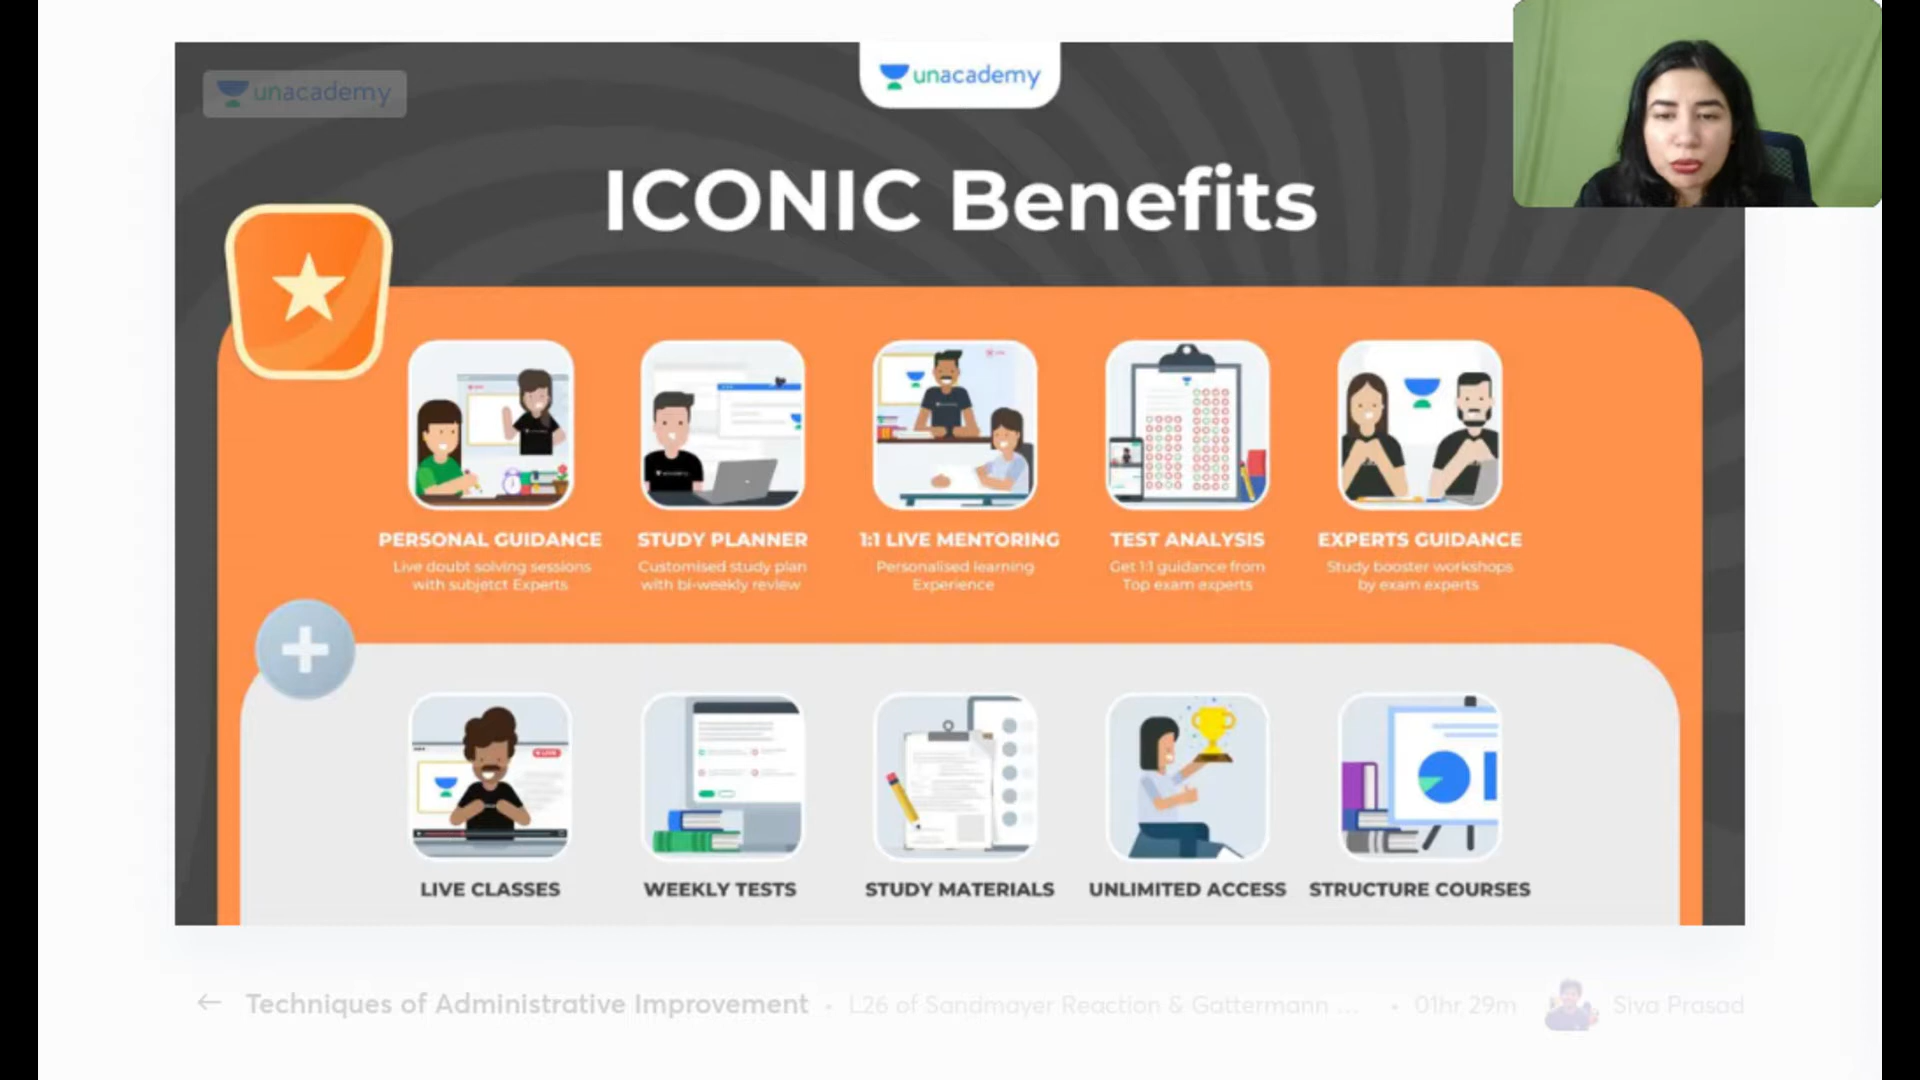 unacademy
unacademy
ICONIC Benefits
PERSONAL GUIDANCE
Live doubt solving sessions
with subjetct Experts
STUDY PLANNER
Customised study plan
with bi-weekly review
1:1 LIVE MENTORING
Personalised learning
Experience
TEST ANALYSIS
Get 1:1 guidance from
Top exam experts
EXPERTS GUIDANCE
Study booster workshops
by exam experts
LIVE CLASSES
WEEKLY TESTS
STUDY MATERIALS
UNLIMITED ACCESS
STRUCTURE COURSES
Techniques of Administrative Improvement • L26 of Sandmayer Reaction & Gattermann ... • 01hr 29m Siva Prasad